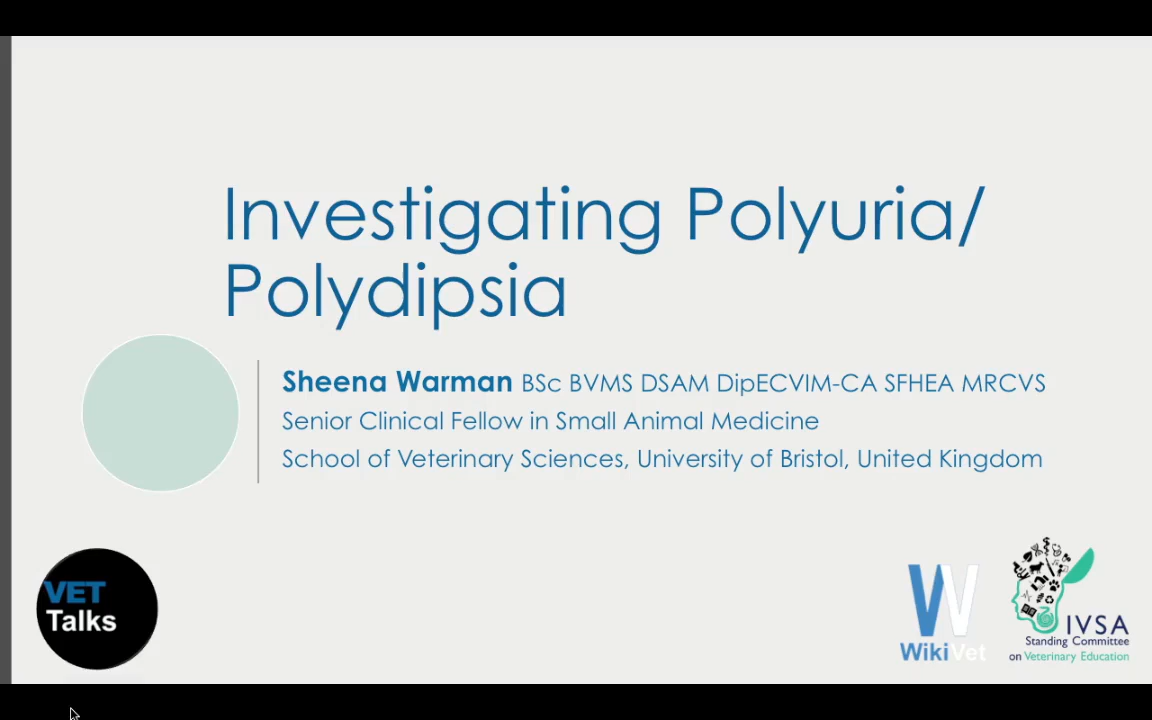 Investigating Polyuria/
Polydipsia
Sheena Warman BSc BVMS DSAM DipECVIM-CA SFHEA MRCVS
Senior Clinical Fellow in Small Animal Medicine
School of Veterinary Sciences, University of Bristol, United Kingdom
VET
Talks
W
WikiVet
IVSA
Standing Committee
on Veterinary Education